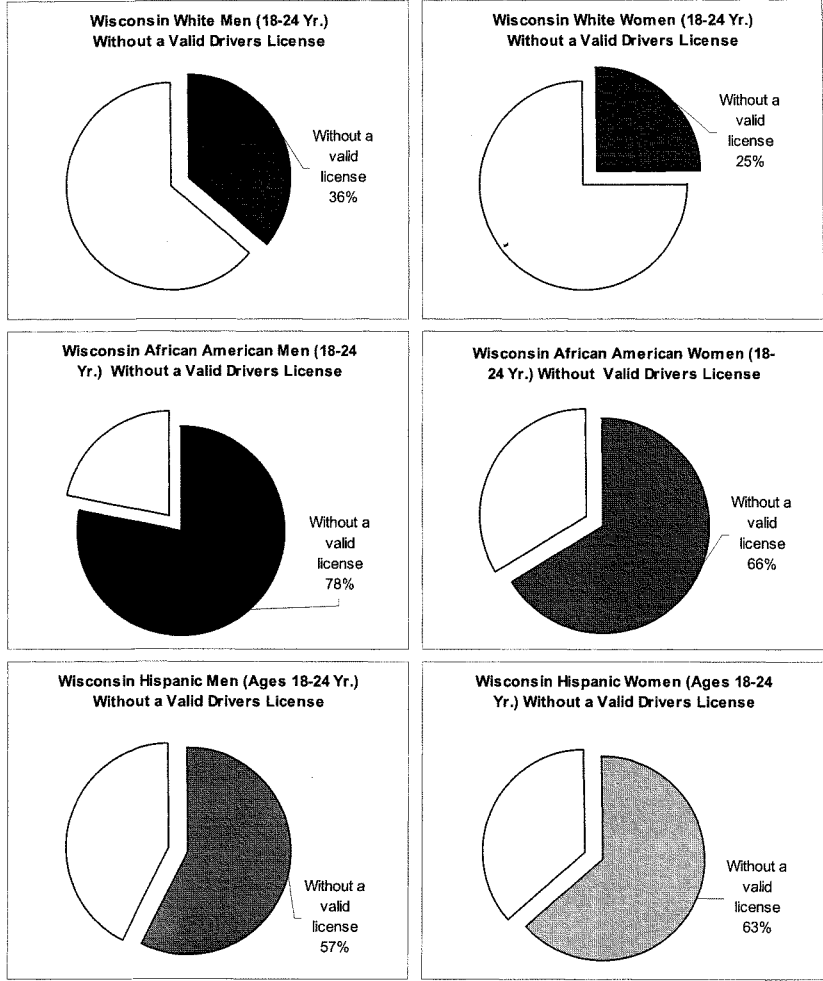 Wisconsin White Men (18-24 Yr.)
Without a Valid Drivers License
Without a
valid
license
36%
Wisconsin White Women (18-24 Yr.)
Without a Valid Drivers License
Without a
valid
license
25%
Wisconsin African American Men (18-24
Yr.) Without a Valid Drivers License
Without a
valid
license
78%
Wisconsin African American Women (18-
24 Yr.) Without Valid Drivers License
Without a
valid
license
66%
Wisconsin Hispanic Men (Ages 18-24 Yr.)
Without a Valid Drivers License
Without a
valid
license
57%
Wisconsin Hispanic Women (Ages 18-24
Yr.) Without a Valid Drivers License
Without a
valid
license
63%